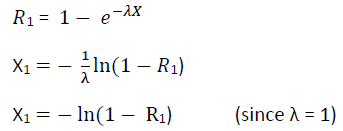 R₁ = 1 − e^{−λX}
X₁ = − 1/λ ln(1 − R₁)
X₁ = − ln(1 − R₁) (since λ = 1)